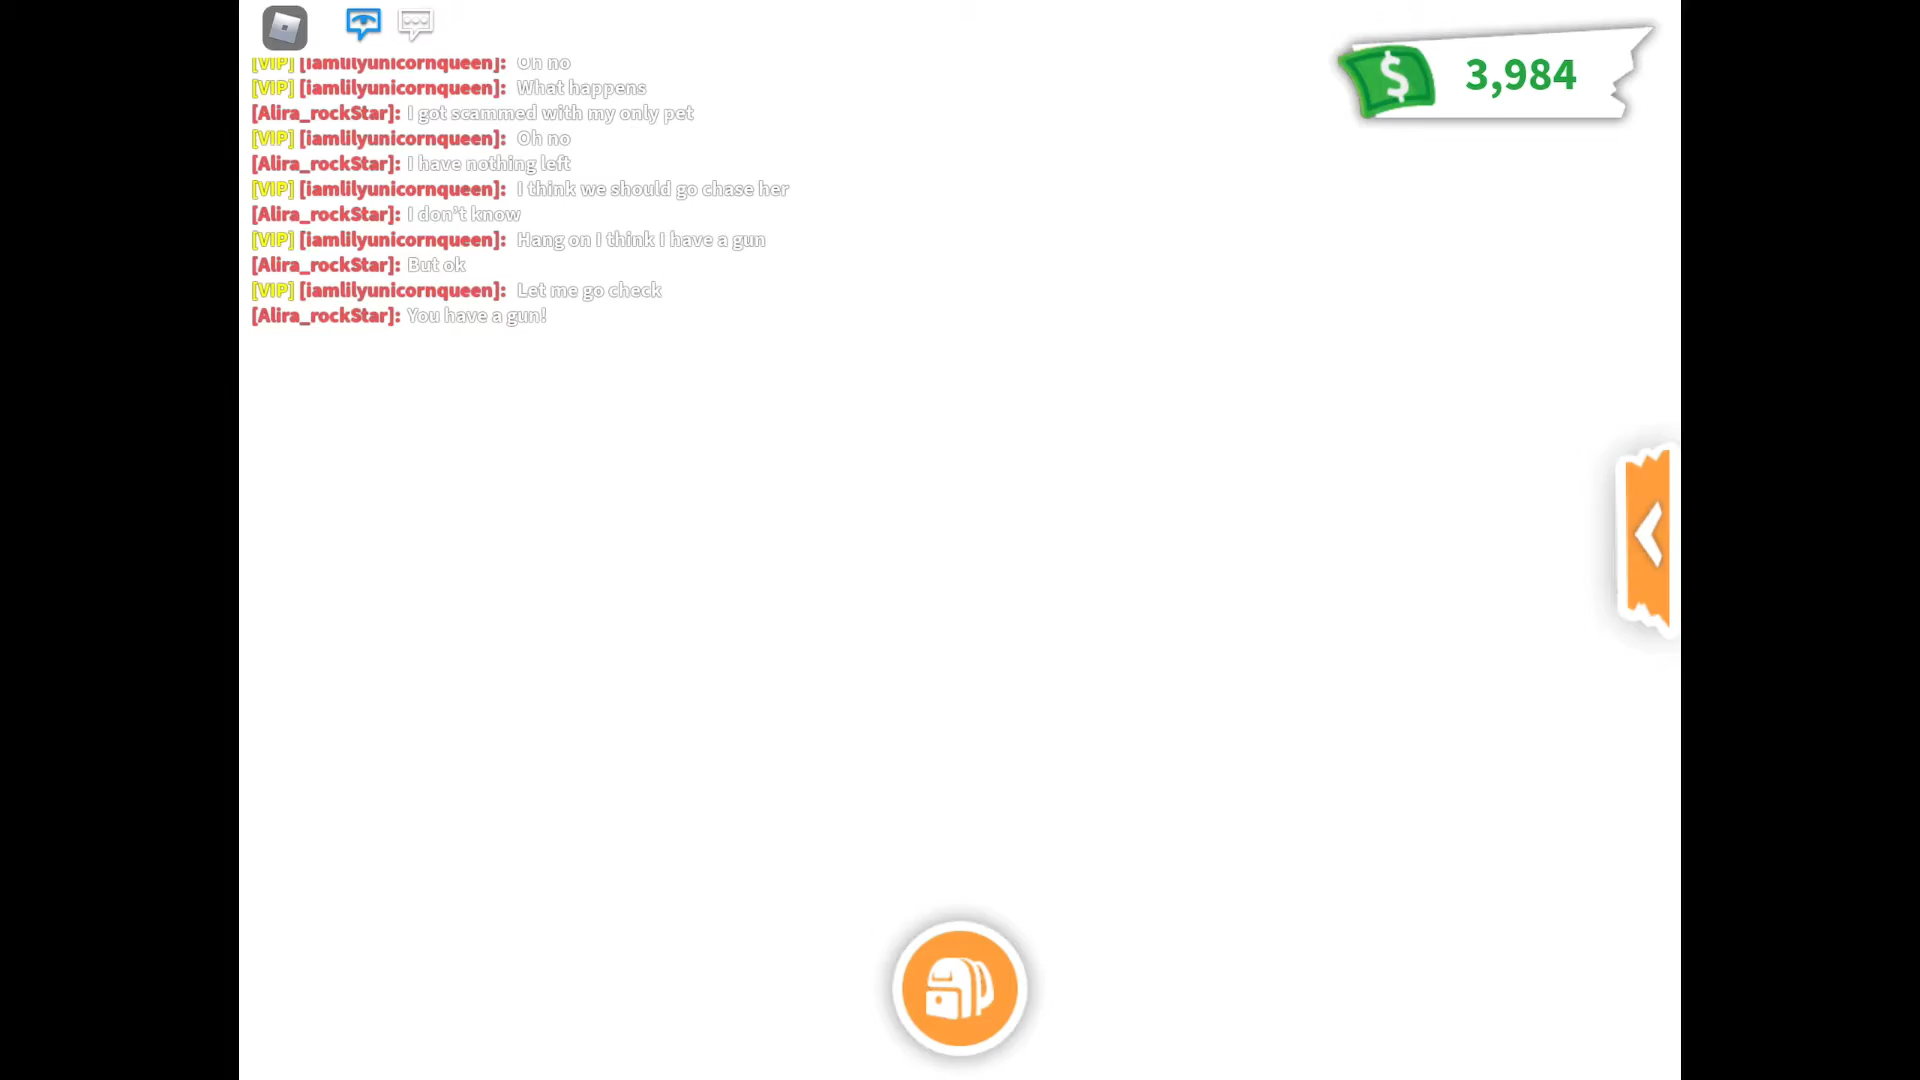 [VIP] [iamlilyunicornqueen]: Oh no
[VIP] [iamlilyunicornqueen]: What happens
[Alira_rockStar]: I got scammed with my only pet
[VIP] [iamlilyunicornqueen]: Oh no
[Alira_rockStar]: I have nothing left
[VIP] [iamlilyunicornqueen]: I think we should go chase her
[Alira_rockStar]: I don't know
[VIP] [iamlilyunicornqueen]: Hang on I think I have a gun
[Alira_rockStar]: But ok
[VIP] [iamlilyunicornqueen]: Let me go check
[Alira_rockStar]: You have a gun!
$ 3,984